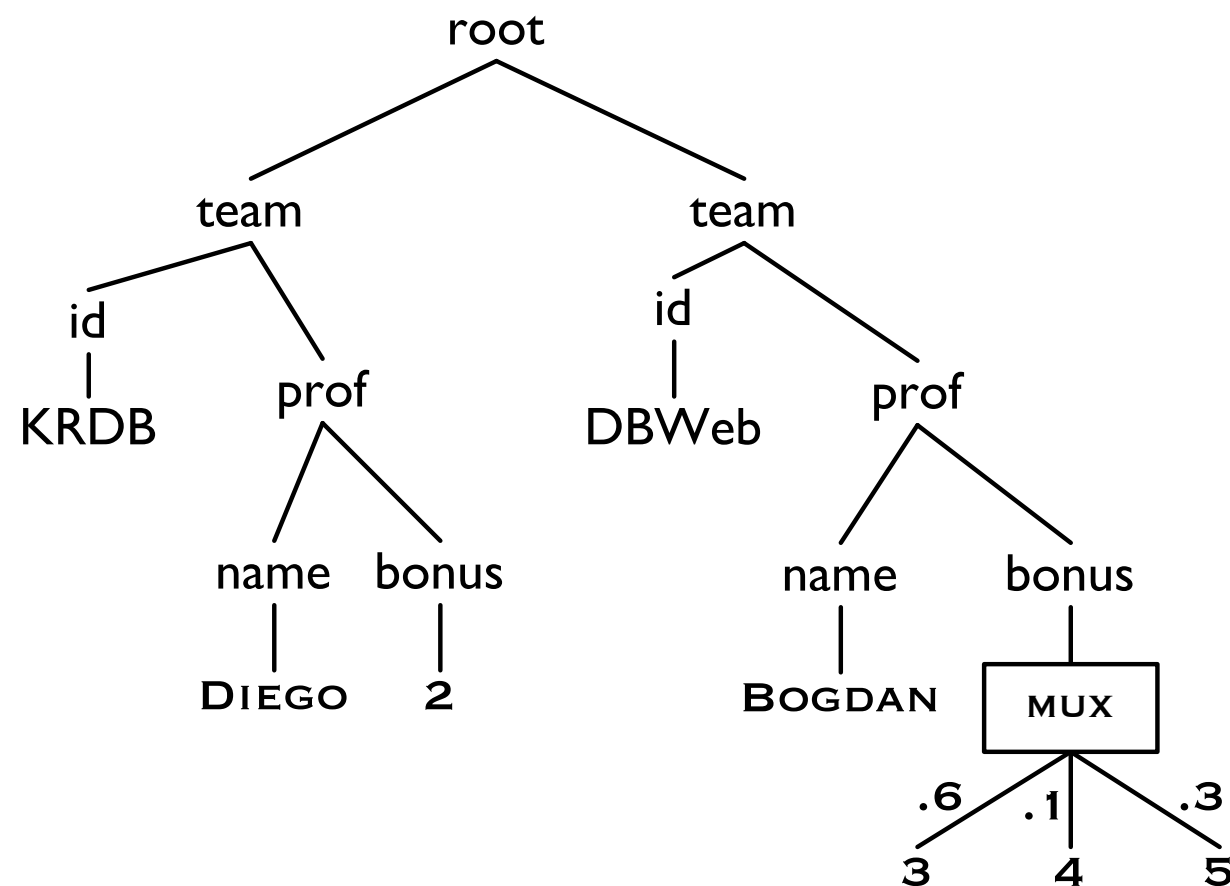 root
team team
id id
KRDB prof DBWeb prof
name bonus name bonus
DIEGO 2 BOGDAN MUX
.6 .1 .3
3 4 5